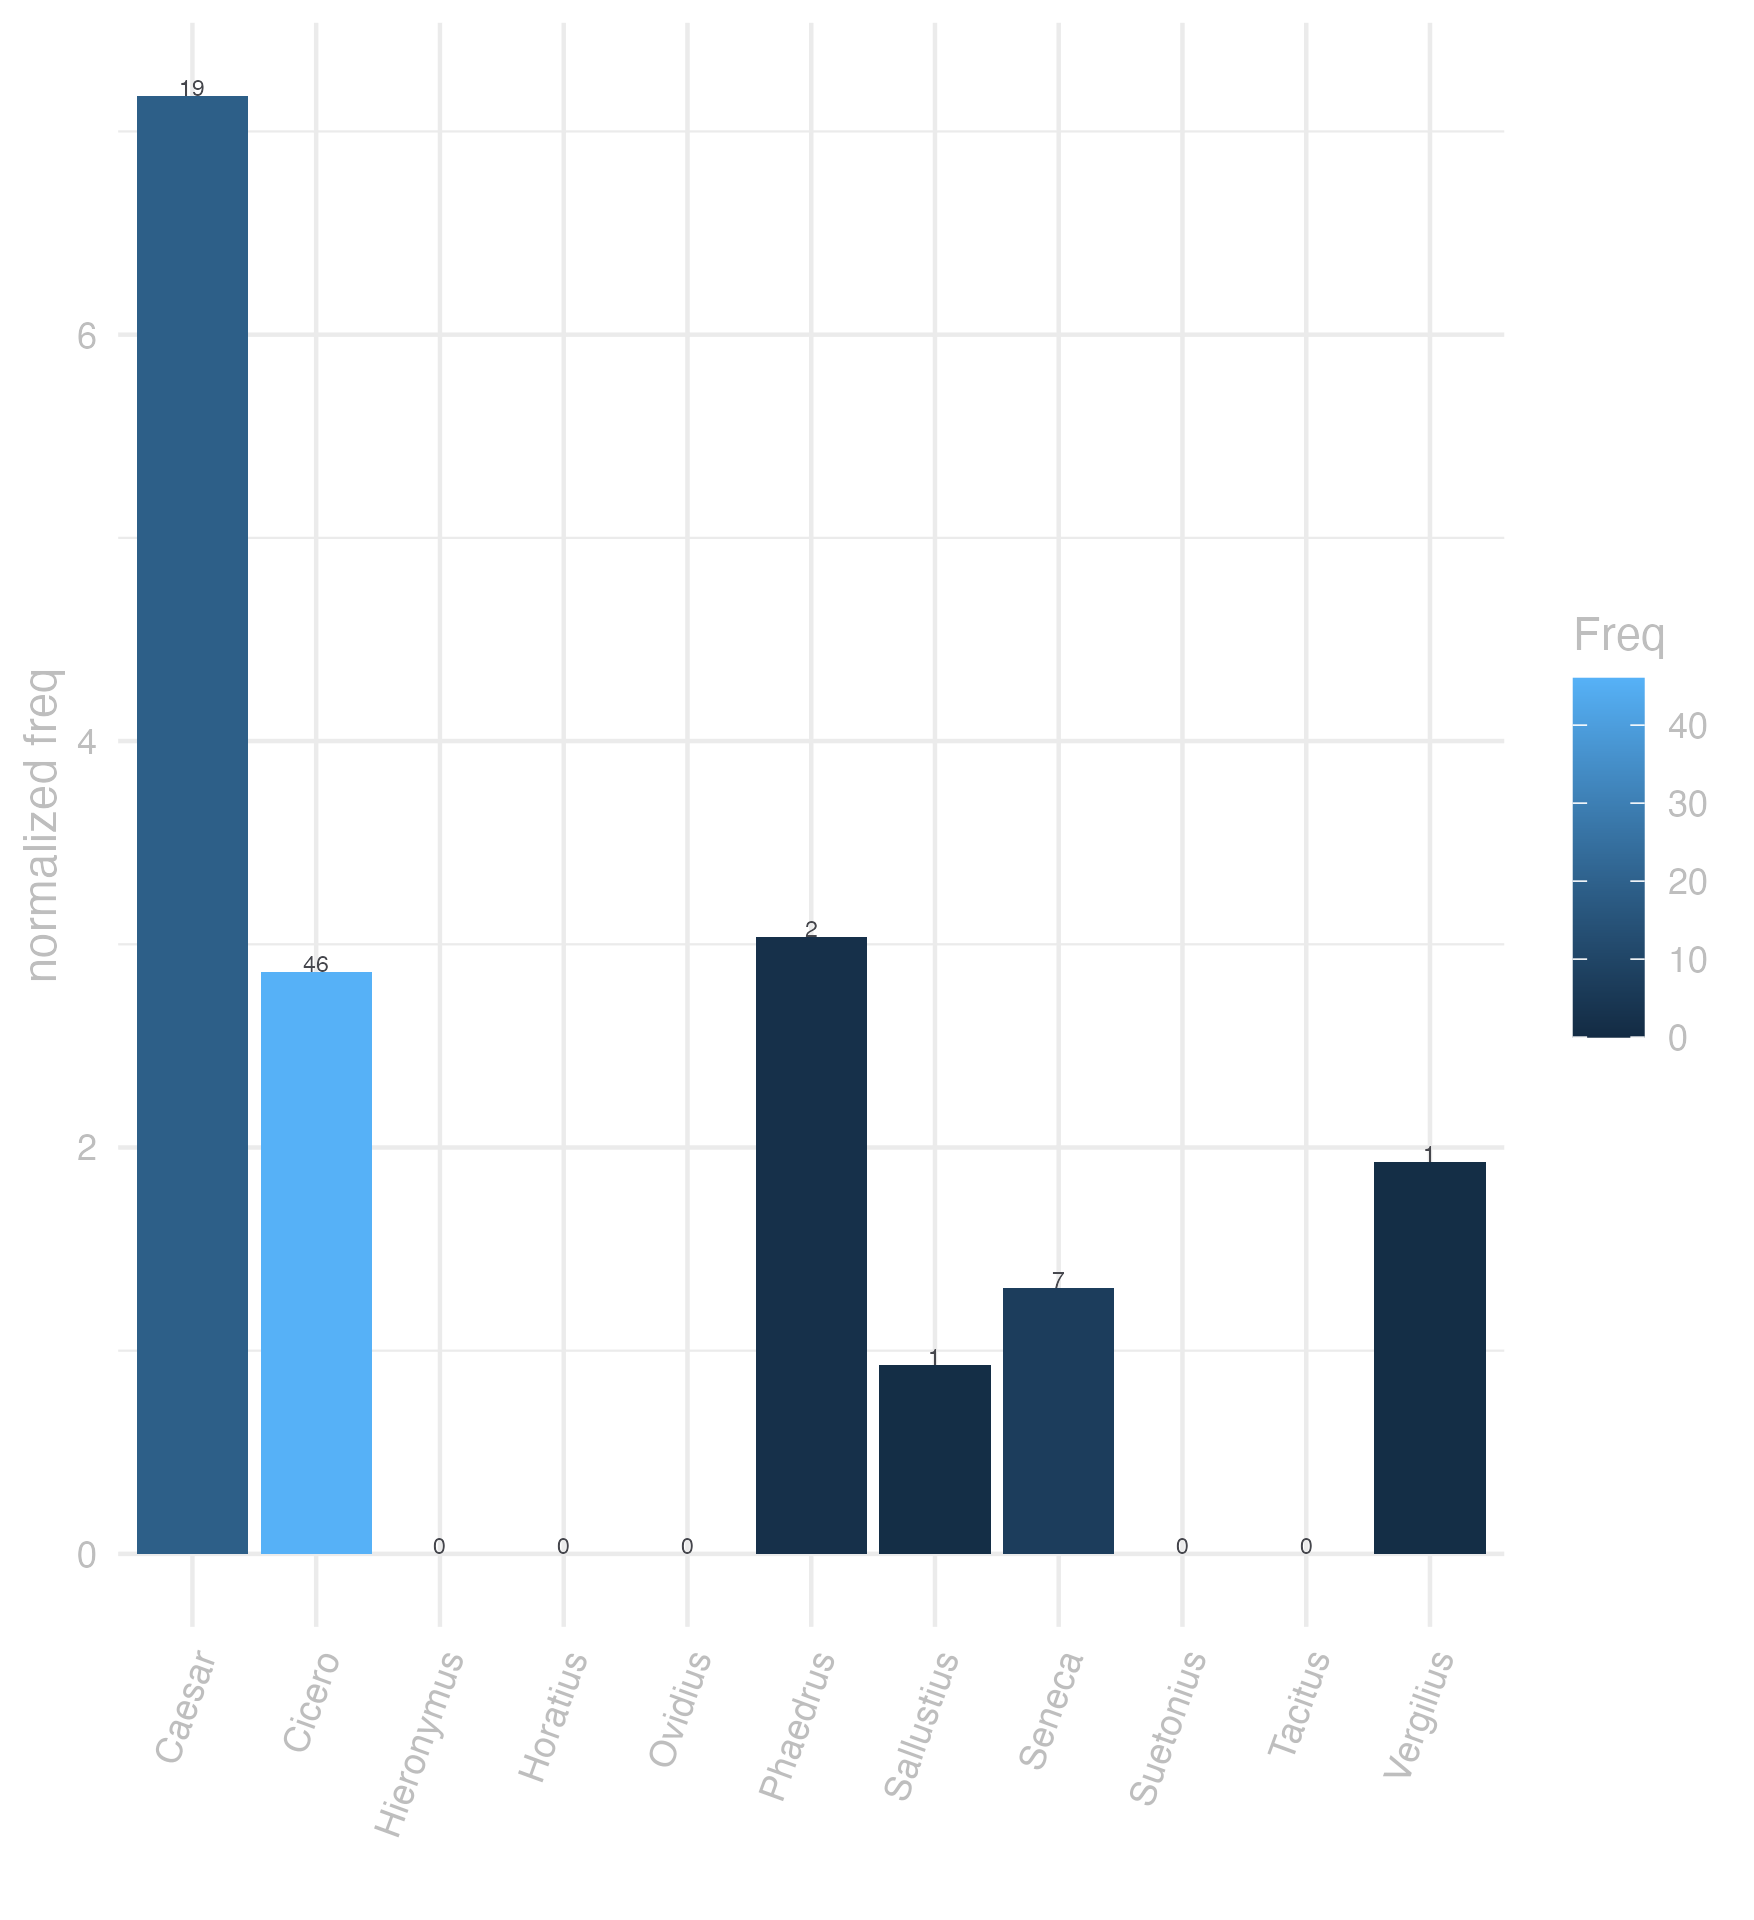 19
46
0
0
0
2
1
7
0
0
1
6
4
2
0
normalized freq
Caesar
Cicero
Hieronymus
Horatius
Ovidius
Phaedrus
Sallustius
Seneca
Suetonius
Tacitus
Vergilius
Freq
40
30
20
10
0